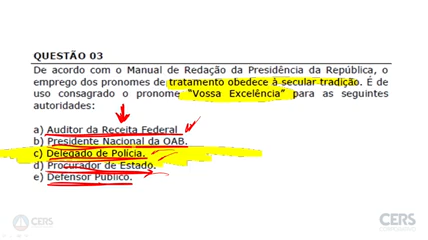 QUESTÃO 03
De acordo com o Manual de Redação da Presidência da República, o
emprego dos pronomes de tratamento obedece à secular tradição. É de
uso consagrado o pronome "Vossa Excelência" para as seguintes
autoridades:
a) Auditor da Receita Federal
b) Presidente Nacional da OAB.
c) Delegado de Polícia.
d) Procurador de Estado.
e) Defensor Público.
CERS
CERS